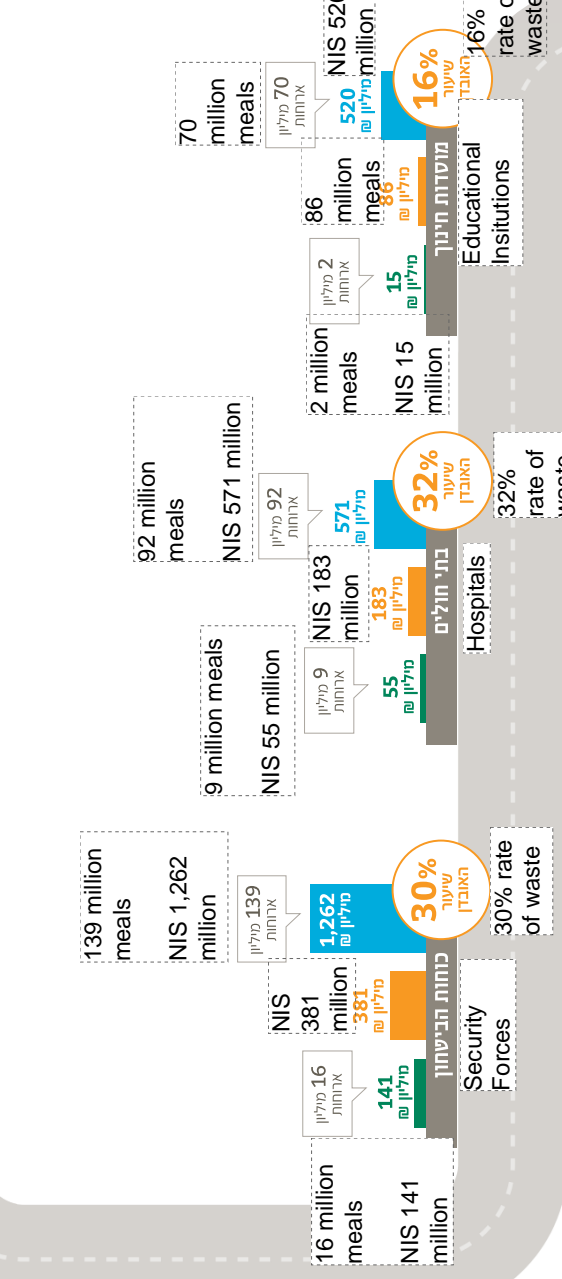 16 million
meals
NIS 141
million
16 מיליון
ארוחות
141
מיליון ₪
NIS
381
million
381
מיליון ₪
139 million
meals
NIS 1,262
million
139 מיליון
ארוחות
1,262
מיליון ₪
כוחות הביטחון
Security
Forces
30%
שיעור
האובדן
30% rate
of waste
9 million meals
NIS 55 million
9 מיליון
ארוחות
55
מיליון ₪
NIS 183
million
183
מיליון ₪
92 million
meals
NIS 571 million
92 מיליון
ארוחות
571
מיליון ₪
בתי חולים
Hospitals
32%
שיעור
האובדן
32%
rate of
waste
2 million
meals
NIS 15
million
2 מיליון
ארוחות
15
מיליון ₪
86
million
meals
86
מיליון ₪
70
million
meals
70 מיליון
ארוחות
NIS 520
million
520
מיליון ₪
מוסדות חינוך
Educational
Insitutions
16%
שיעור
האובדן
16%
rate of
waste